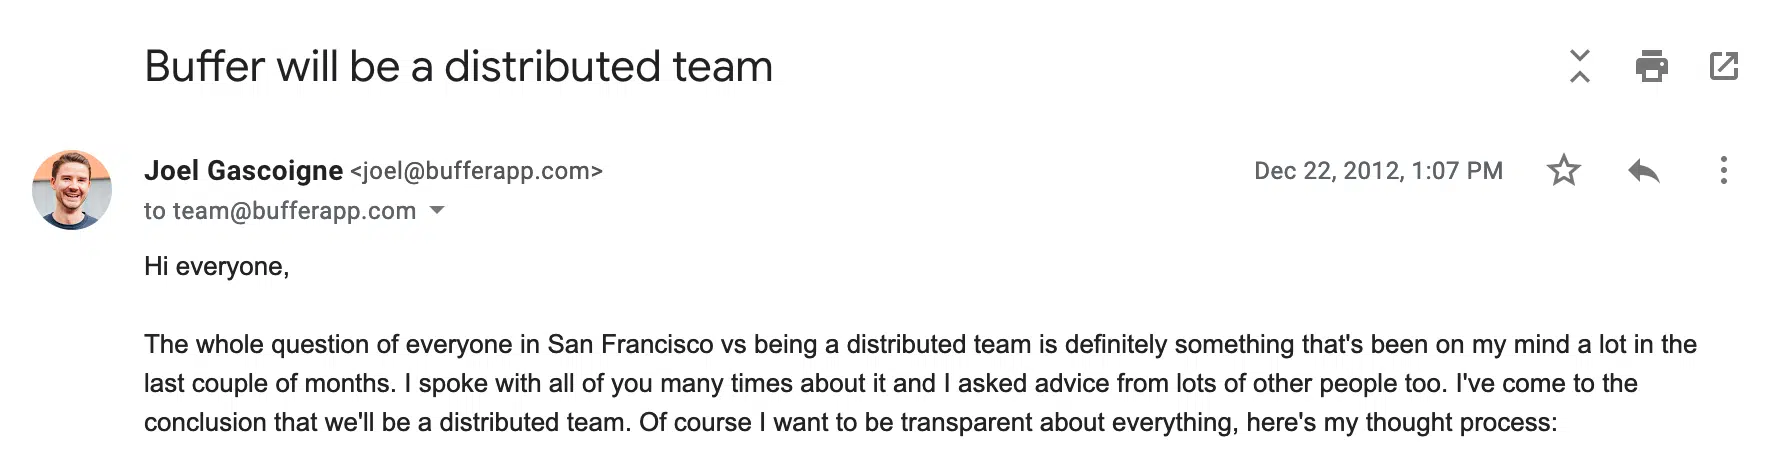 Buffer will be a distributed team
Joel Gascoigne <joel@bufferapp.com>
Dec 22, 2012, 1:07 PM
to team@bufferapp.com
Hi everyone,
The whole question of everyone in San Francisco vs being a distributed team is definitely something that's been on my mind a lot in the
last couple of months. I spoke with all of you many times about it and I asked advice from lots of other people too. I've come to the
conclusion that we'll be a distributed team. Of course I want to be transparent about everything, here's my thought process: